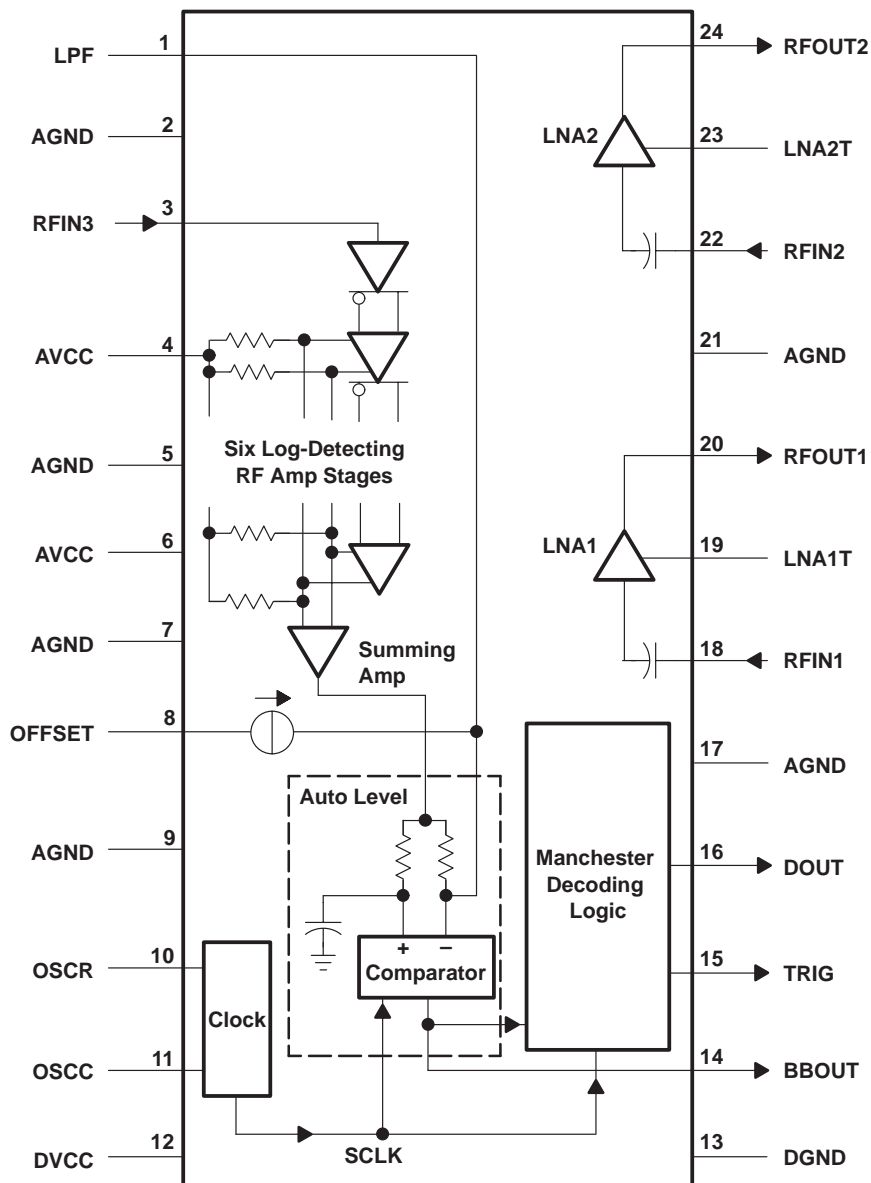 LPF 1
AGND 2
RFIN3 3
AVCC 4
AGND 5
AVCC 6
AGND 7
OFFSET 8
AGND 9
OSCR 10
OSCC 11
DVCC 12
Six Log-Detecting
RF Amp Stages
Summing
Amp
Auto Level
+ −
Comparator
Clock
SCLK
Manchester
Decoding
Logic
LNA2
LNA1
24 RFOUT2
23 LNA2T
22 RFIN2
21 AGND
20 RFOUT1
19 LNA1T
18 RFIN1
17 AGND
16 DOUT
15 TRIG
14 BBOUT
13 DGND